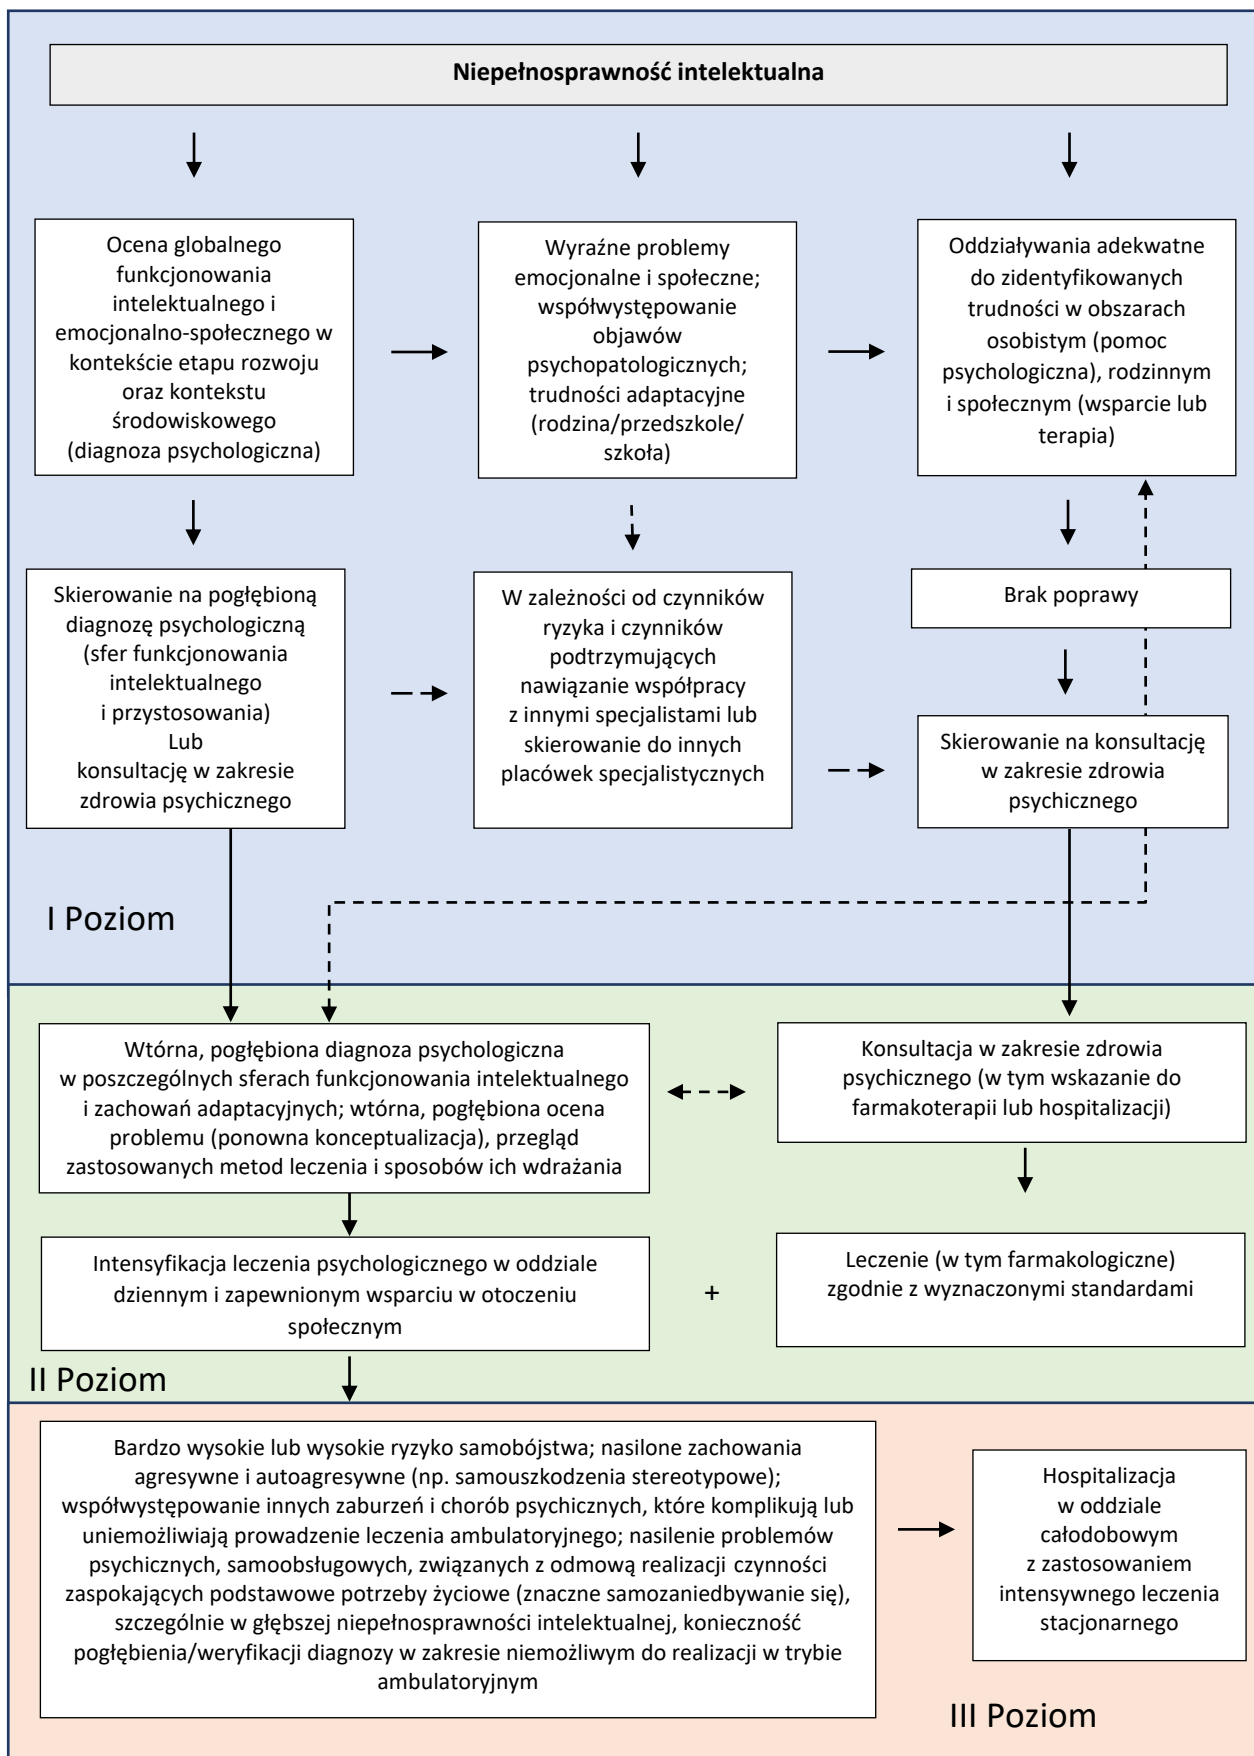 Niepełnosprawność intelektualna
Ocena globalnego
funkcjonowania
intelektualnego i
emocjonalno-społecznego w
kontekście etapu rozwoju
oraz kontekstu
środowiskowego
(diagnoza psychologiczna)
Wyraźne problemy
emocjonalne i społeczne;
współwystępowanie
objawów
psychopatologicznych;
trudności adaptacyjne
(rodzina/przedszkole/
szkoła)
Oddziaływania adekwatne
do zidentyfikowanych
trudności w obszarach
osobistym (pomoc
psychologiczna), rodzinnym
i społecznym (wsparcie lub
terapia)
Skierowanie na pogłębioną
diagnozę psychologiczną
(sfer funkcjonowania
intelektualnego
i przystosowania)
Lub
konsultację w zakresie
zdrowia psychicznego
W zależności od czynników
ryzyka i czynników
podtrzymujących
nawiązanie współpracy
z innymi specjalistami lub
skierowanie do innych
placówek specjalistycznych
Brak poprawy
Skierowanie na konsultację
w zakresie zdrowia
psychicznego
I Poziom
Wtórna, pogłębiona diagnoza psychologiczna
w poszczególnych sferach funkcjonowania intelektualnego
i zachowań adaptacyjnych; wtórna, pogłębiona ocena
problemu (ponowna konceptualizacja), przegląd
zastosowanych metod leczenia i sposobów ich wdrażania
Konsultacja w zakresie zdrowia
psychicznego (w tym wskazanie do
farmakoterapii lub hospitalizacji)
Intensyfikacja leczenia psychologicznego w oddziale
dziennym i zapewnionym wsparciu w otoczeniu
społecznym
+
Leczenie (w tym farmakologiczne)
zgodnie z wyznaczonymi standardami
II Poziom
Bardzo wysokie lub wysokie ryzyko samobójstwa; nasilone zachowania
agresywne i autoagresywne (np. samouszkodzenia stereotypowe);
współwystępowanie innych zaburzeń i chorób psychicznych, które komplikują lub
uniemożliwiają prowadzenie leczenia ambulatoryjnego; nasilenie problemów
psychicznych, samoobsługowych, związanych z odmową realizacji czynności
zaspokających podstawowe potrzeby życiowe (znaczne samozaniedbywanie się),
szczególnie w głębszej niepełnosprawności intelektualnej, konieczność
pogłębienia/weryfikacji diagnozy w zakresie niemożliwym do realizacji w trybie
ambulatoryjnym
Hospitalizacja
w oddziale
całodobowym
z zastosowaniem
intensywnego leczenia
stacjonarnego
III Poziom